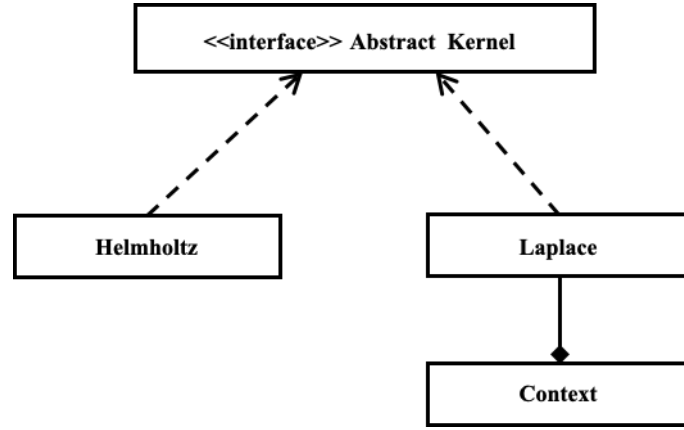 <<interface>> Abstract Kernel
Helmholtz
Laplace
Context